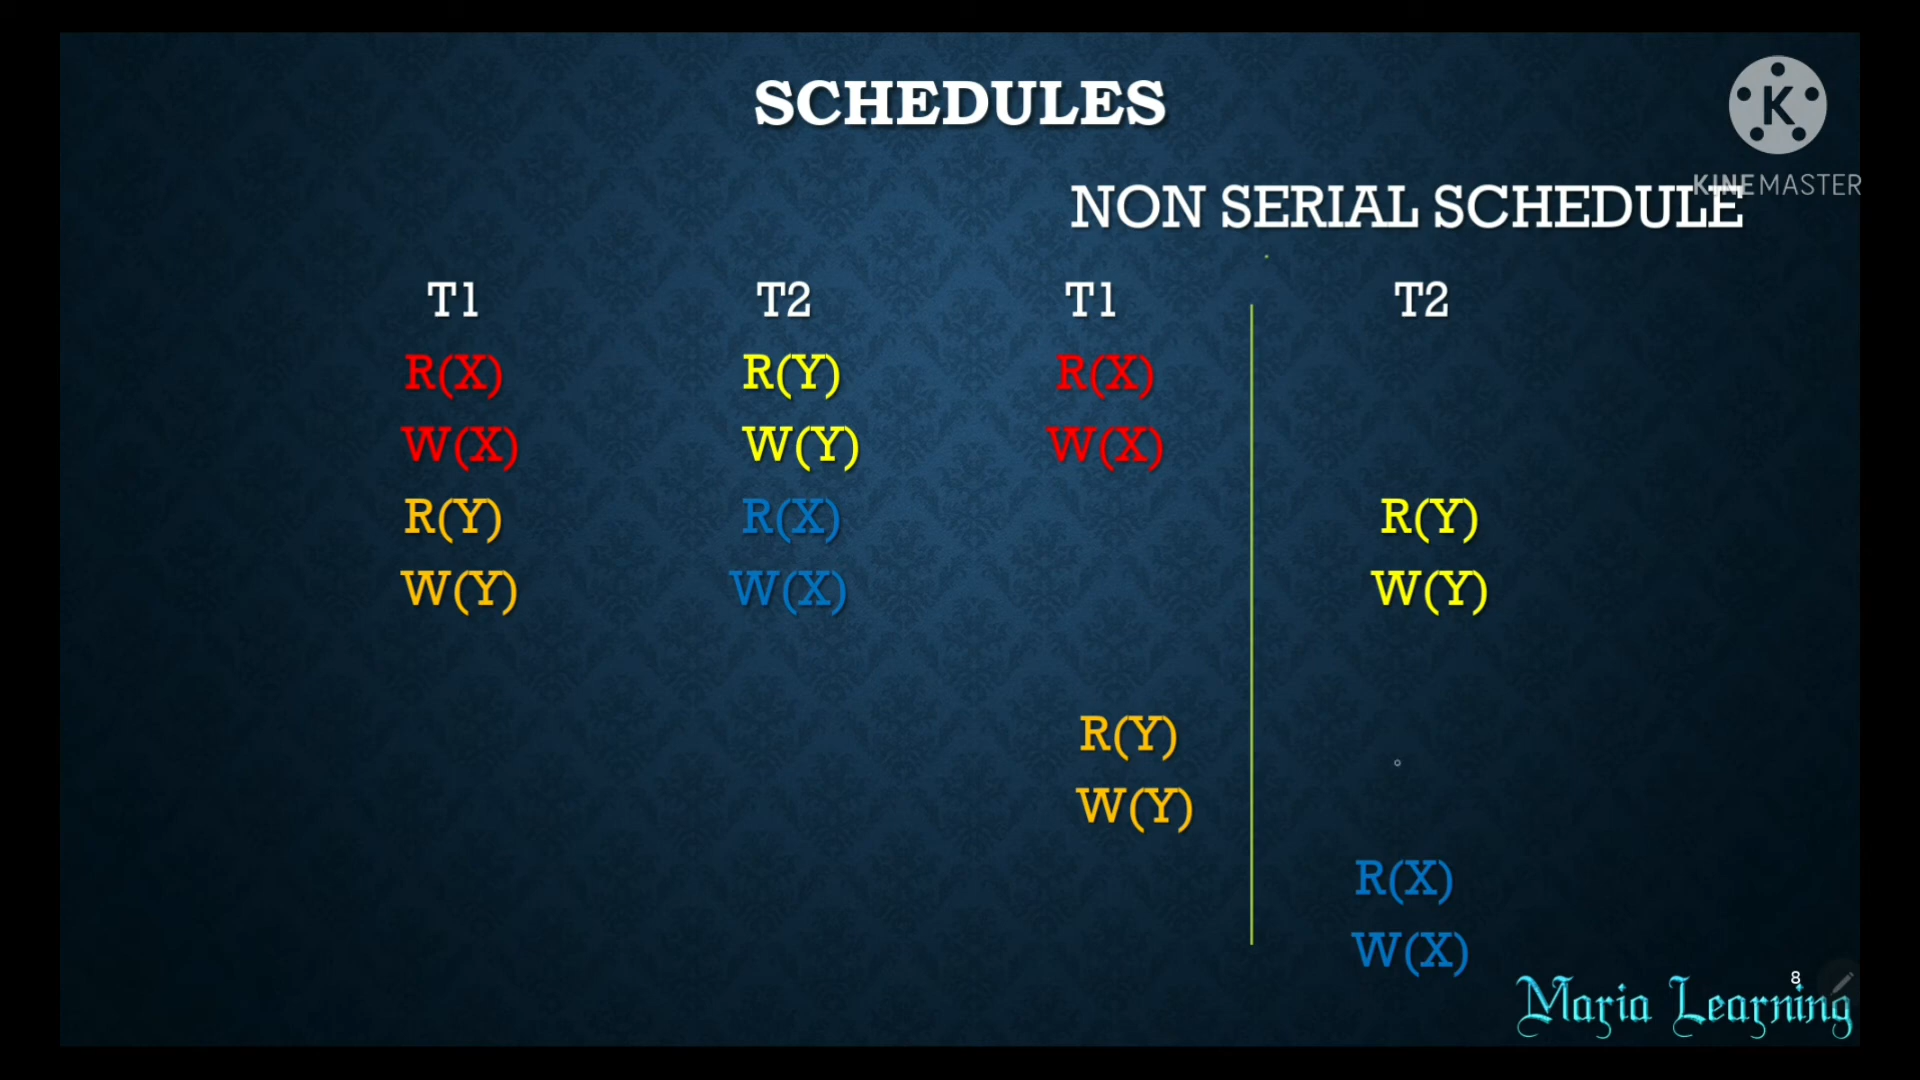 SCHEDULES
K
KINEMASTER
NON SERIAL SCHEDULE
T1 T2 T1 T2
R(X) R(Y) R(X)
W(X) W(Y) W(X)
R(Y) R(X) R(Y)
W(Y) W(X) W(Y)
R(Y)
W(Y)
R(X)
W(X)
8
Maria Learning